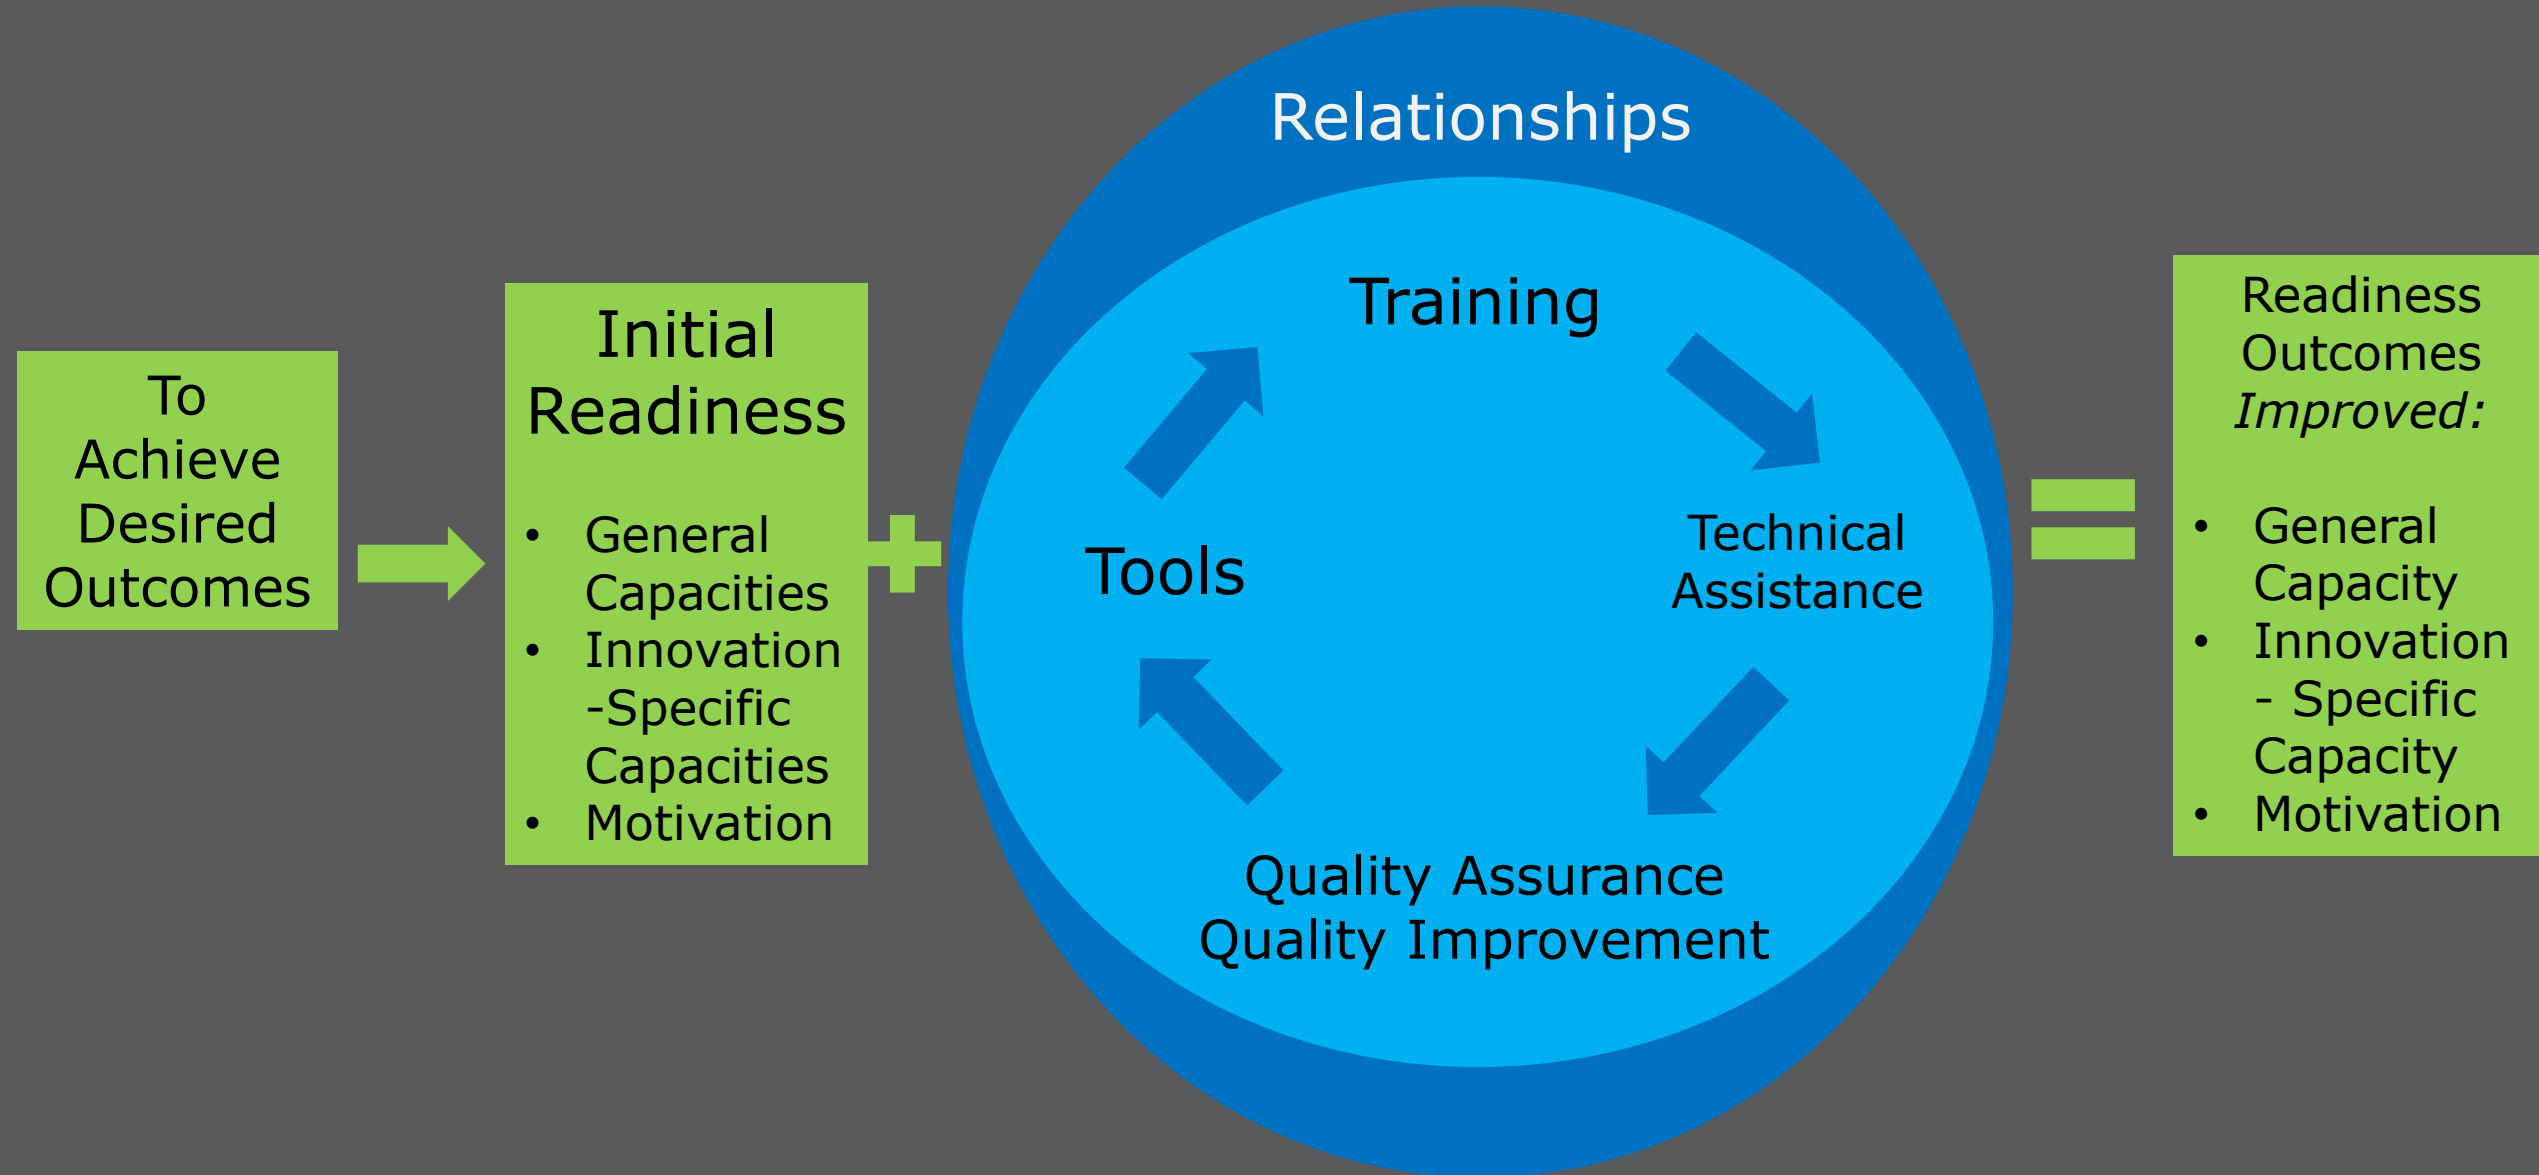 To
Achieve
Desired
Outcomes
Initial
Readiness
• General
Capacities
• Innovation
-Specific
Capacities
• Motivation
Relationships
Training
Technical
Assistance
Quality Assurance
Quality Improvement
Tools
Readiness
Outcomes
Improved:
• General
Capacity
• Innovation
- Specific
Capacity
• Motivation